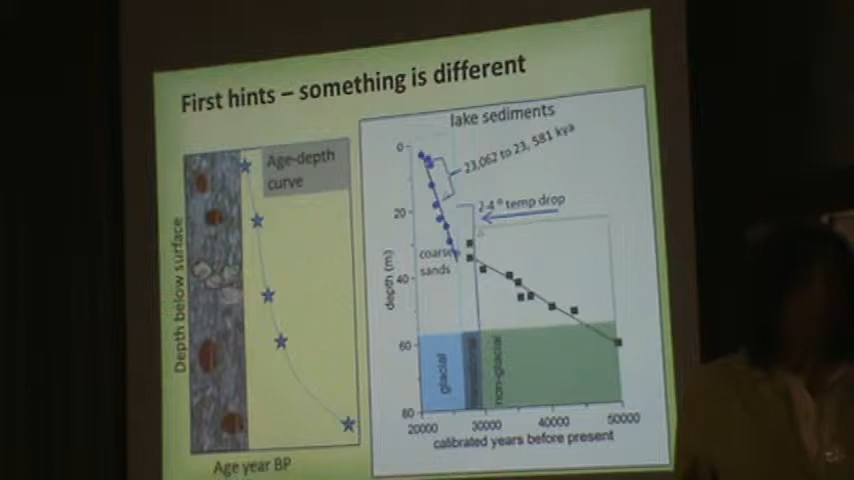 First hints – something is different
Age-depth
curve
Depth below surface
Age year BP
lake sediments
23,062 to 23, 581 kya
2-4 ° temp drop
coarse
sands
depth (m)
0
20
40
60
80
glacial
non-glacial
20000
30000
40000
50000
calibrated years before present